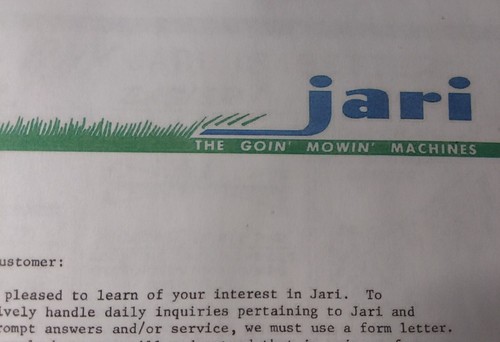 jari
THE GOIN' MOWIN' MACHINES
ustomer:
pleased to learn of your interest in Jari. To
ively handle daily inquiries pertaining to Jari and
rompt answers and/or service, we must use a form letter.